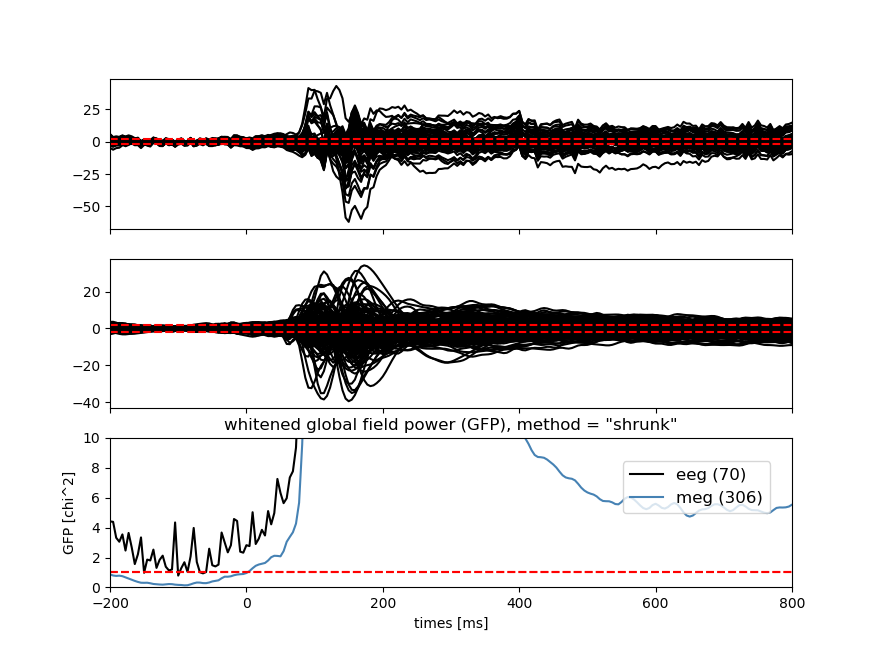 25
0
−25
−50
20
0
−20
−40
whitened global field power (GFP), method = "shrunk"
10
8
6
4
2
0
GFP [chi^2]
eeg (70)
meg (306)
−200 0 200 400 600 800
times [ms]